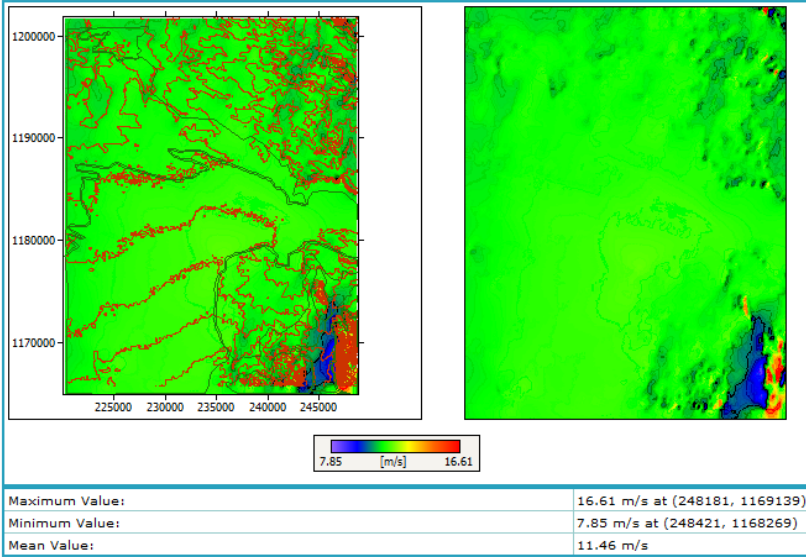 1200000
1190000
1180000
1170000
225000 230000 235000 240000 245000
7.85 [m/s] 16.61
Maximum Value: 16.61 m/s at (248181, 1169139)
Minimum Value: 7.85 m/s at (248421, 1168269)
Mean Value: 11.46 m/s